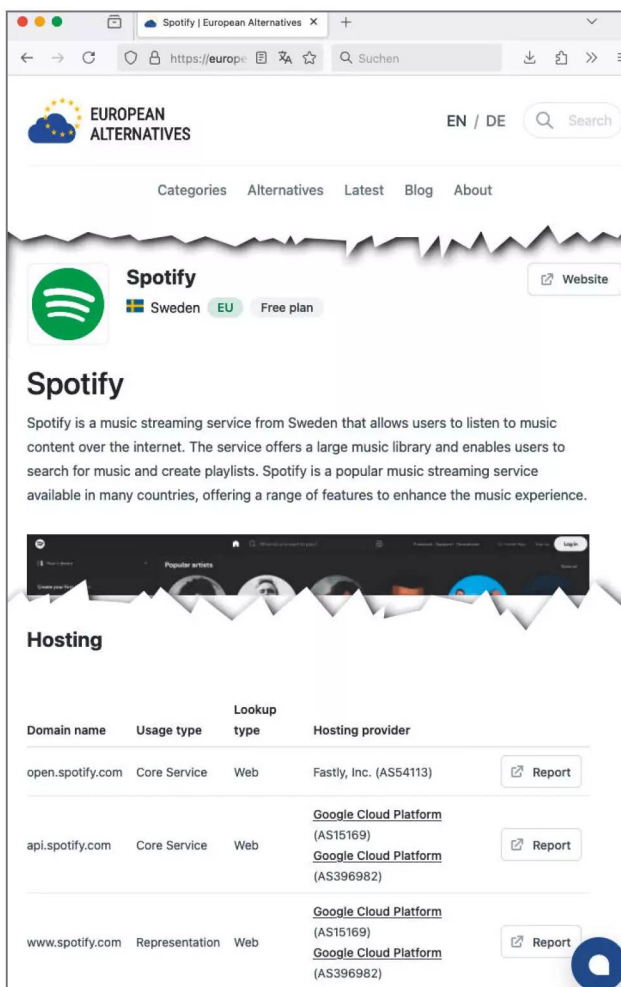 Spotify | European Alternatives
https://europe
Suchen
EUROPEAN
ALTERNATIVES
EN / DE
Search
Categories Alternatives Latest Blog About
Spotify
Sweden EU Free plan
Website
Spotify
Spotify is a music streaming service from Sweden that allows users to listen to music
content over the internet. The service offers a large music library and enables users to
search for music and create playlists. Spotify is a popular music streaming service
available in many countries, offering a range of features to enhance the music experience.
Log in
Popular artists
Hosting
Lookup
Domain name Usage type type Hosting provider
open.spotify.com Core Service Web Fastly, Inc. (AS54113) Report
Google Cloud Platform
(AS15169)
api.spotify.com Core Service Web Report
Google Cloud Platform
(AS396982)
Google Cloud Platform
(AS15169)
www.spotify.com Representation Web Report
Google Cloud Platform
(AS396982)